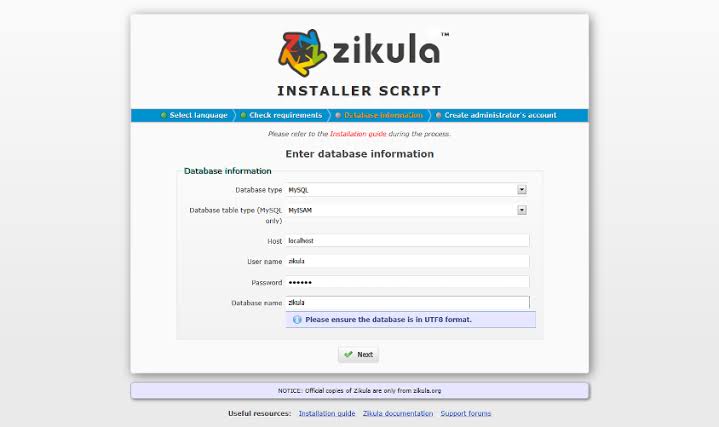 zikula™
INSTALLER SCRIPT
Select language Check requirements Database information Create administrator's account
Please refer to the Installation guide during the process.
Enter database information
Database information
Database type MySQL
Database table type (MySQL only) MyISAM
Host localhost
User name zikula
Password ••••••
Database name zikula
Please ensure the database is in UTF8 format.
Next
NOTICE: Official copies of Zikula are only from zikula.org
Useful resources: Installation guide Zikula documentation Support forums